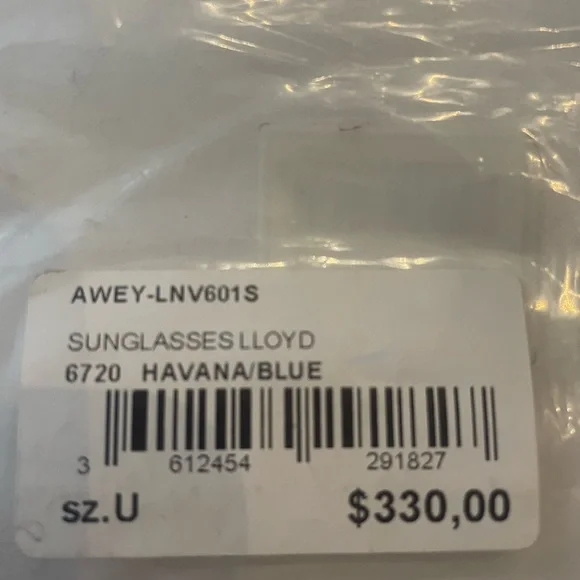 AWEY-LNV601S
SUNGLASSES LLOYD
6720 HAVANA/BLUE
3 612454 291827
sz.U $330,00